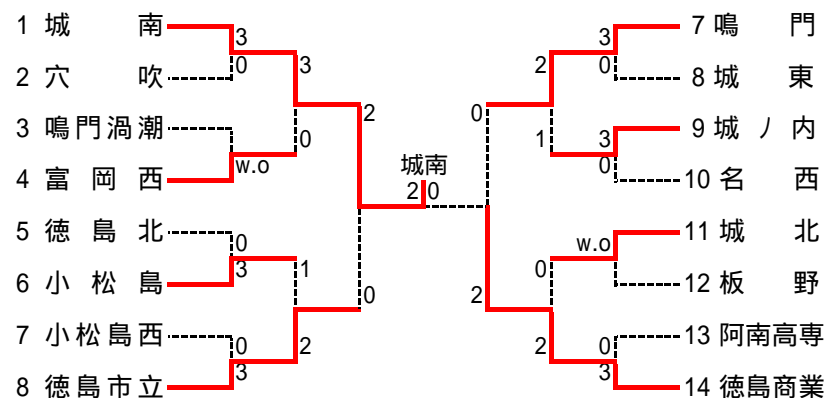 1 城南
3
0
2 穴吹
3
3 鳴門渦潮
0
w.o
4 富岡西
2
5 徳島北
0
3
6 小松島
1
7 小松島西
0
3
2
8 徳島市立
0
城南
2 0
7 鳴門
3
0
8 城東
2
9 城ノ内
3
0
1
10 名西
0
11 城北
w.o
12 板野
0
13 阿南高専
0
3
2
14 徳島商業
2